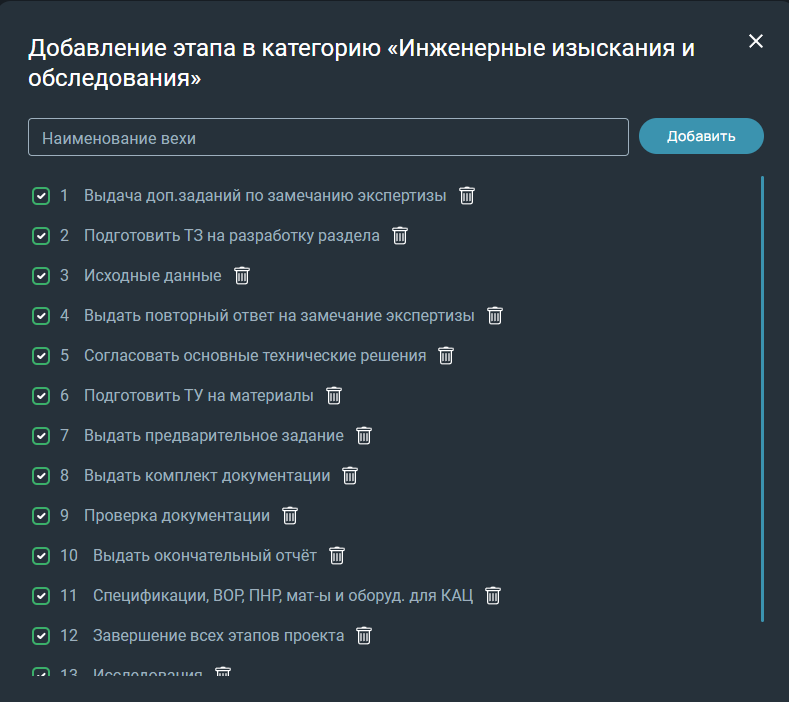 Добавление этапа в категорию «Инженерные изыскания и
обследования»
Наименование вехи
Добавить
1 Выдача доп.заданий по замечанию экспертизы
2 Подготовить ТЗ на разработку раздела
3 Исходные данные
4 Выдать повторный ответ на замечание экспертизы
5 Согласовать основные технические решения
6 Подготовить ТУ на материалы
7 Выдать предварительное задание
8 Выдать комплект документации
9 Проверка документации
10 Выдать окончательный отчёт
11 Спецификации, ВОР, ПНР, мат-ы и оборуд. для КАЦ
12 Завершение всех этапов проекта
13 Исследования